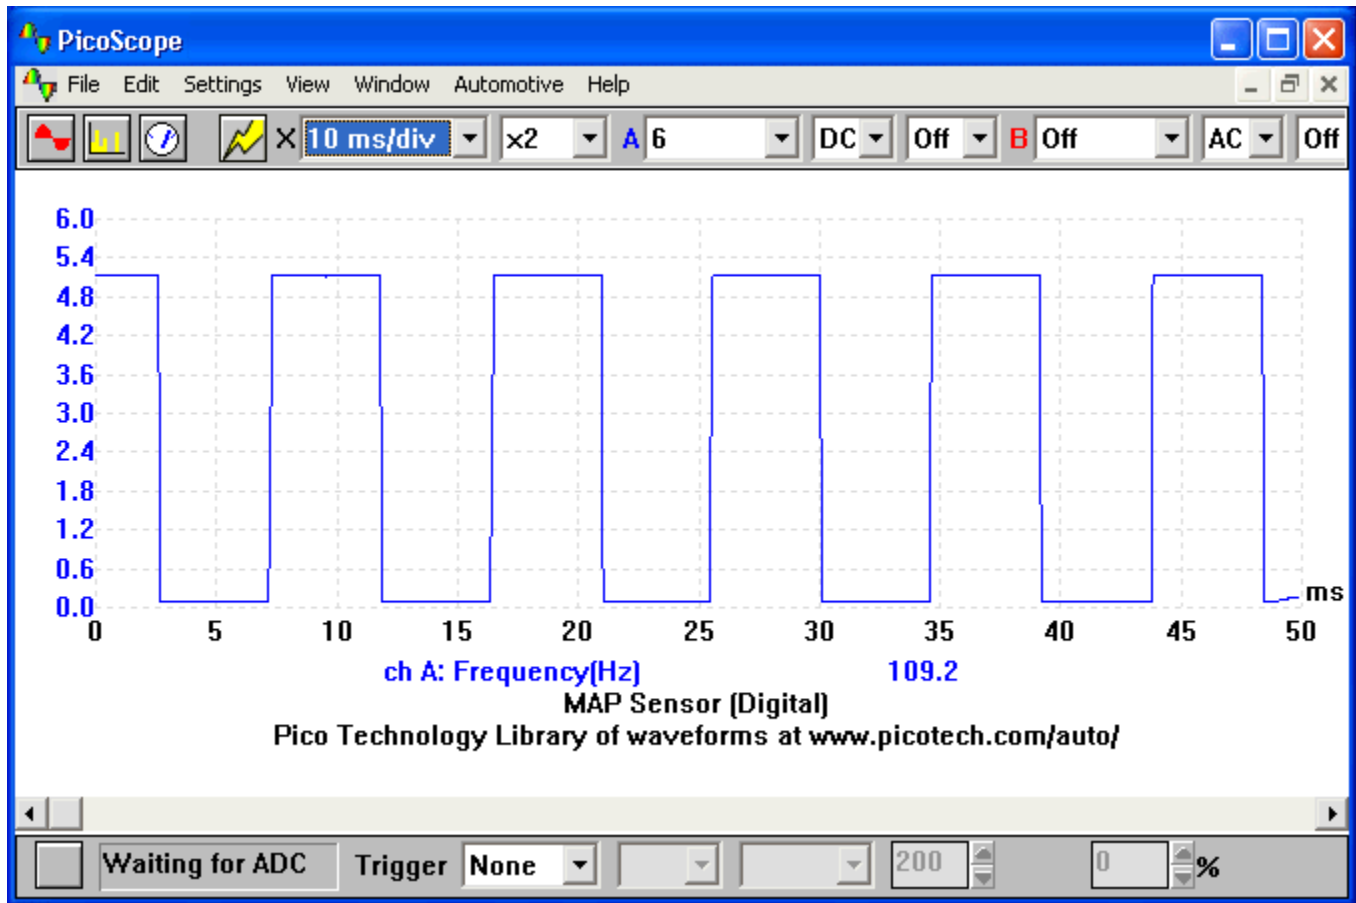 PicoScope
File Edit Settings View Window Automotive Help
X 10 ms/div x2 A 6 DC Off B Off AC Off
6.0
5.4
4.8
4.2
3.6
3.0
2.4
1.8
1.2
0.6
0.0
ms
0 5 10 15 20 25 30 35 40 45 50
ch A: Frequency(Hz) 109.2
MAP Sensor (Digital)
Pico Technology Library of waveforms at www.picotech.com/auto/
Waiting for ADC Trigger None 200 0 %